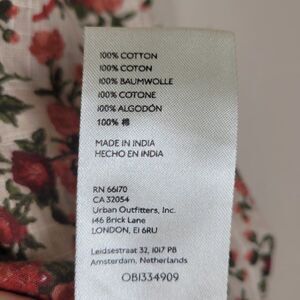 100% COTTON
100% COTON
100% BAUMWOLLE
100% COTONE
100% ALGODÓN
100% 棉
MADE IN INDIA
HECHO EN INDIA
RN 66170
CA 32054
Urban Outfitters, Inc.
146 Brick Lane
LONDON, E1 6RU
Leidsestraat 32, 1017 PB
Amsterdam, Netherlands
OB1334909